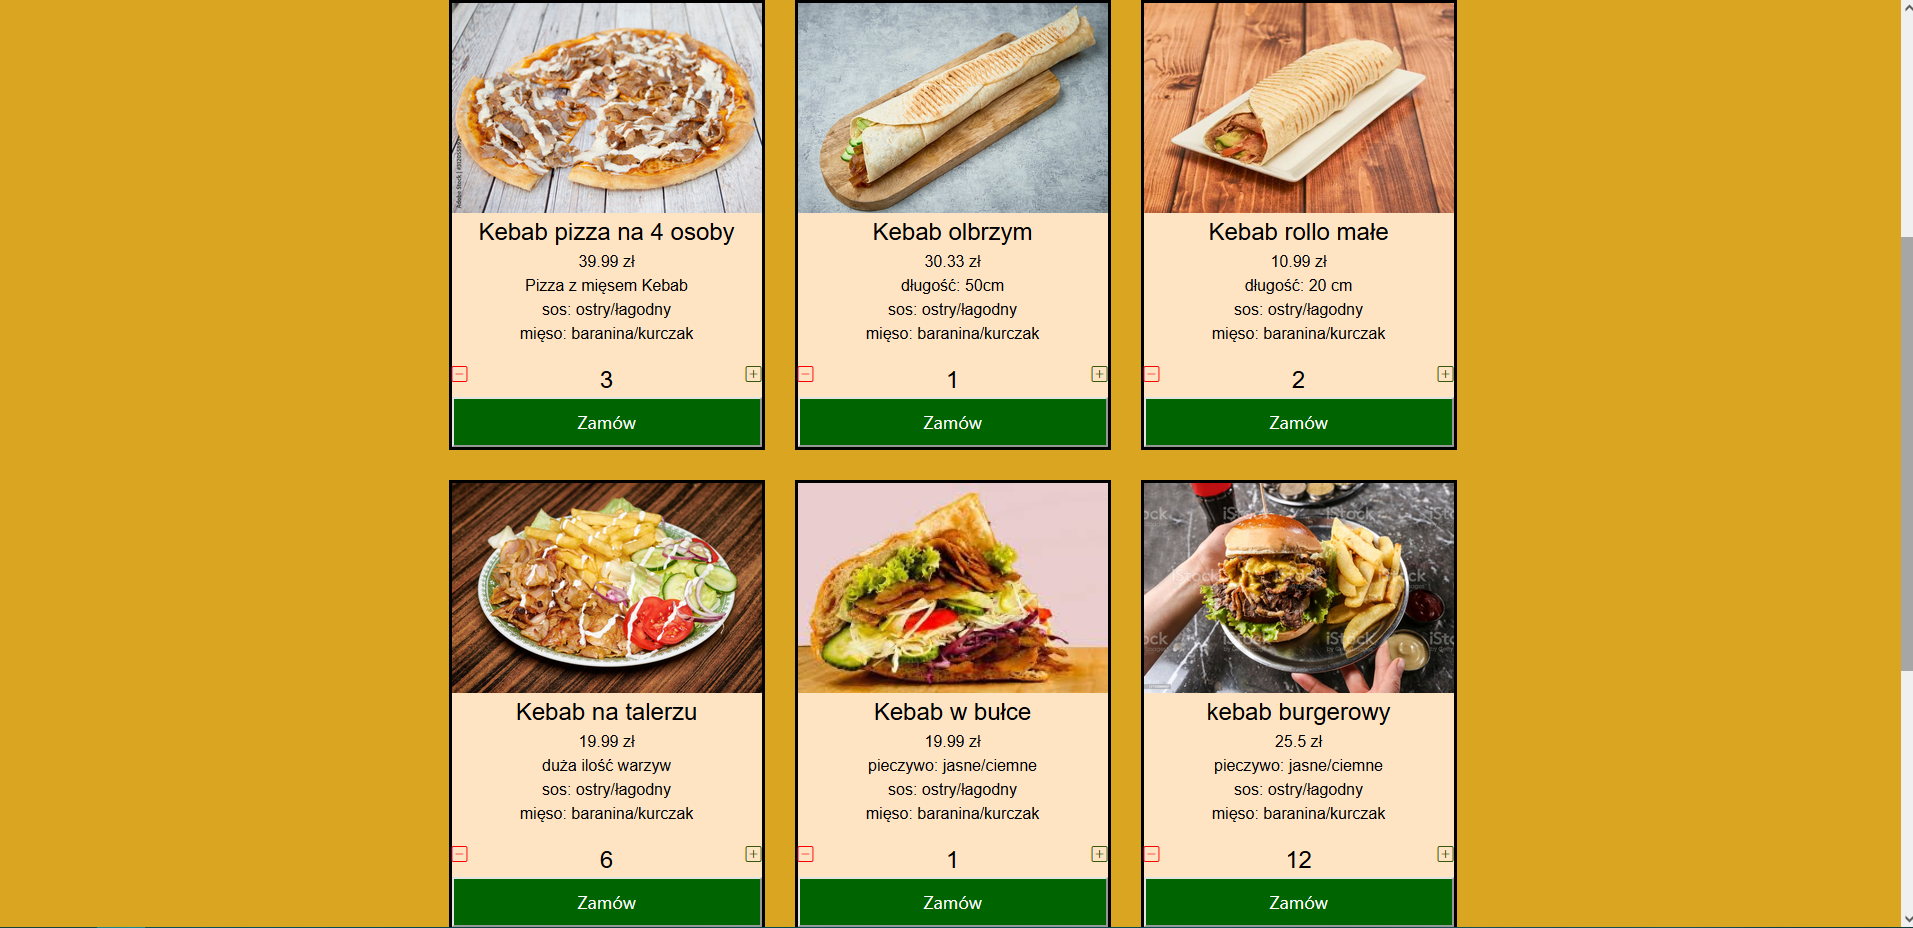 Adobe Stock
Kebab pizza na 4 osoby
39.99 zł
Pizza z mięsem Kebab
sos: ostry/łagodny
mięso: baranina/kurczak
3
Zamów
Kebab olbrzym
30.33 zł
długość: 50cm
sos: ostry/łagodny
mięso: baranina/kurczak
1
Zamów
Kebab rollo małe
10.99 zł
długość: 20 cm
sos: ostry/łagodny
mięso: baranina/kurczak
2
Zamów
Kebab na talerzu
19.99 zł
duża ilość warzyw
sos: ostry/łagodny
mięso: baranina/kurczak
6
Zamów
Kebab w bułce
19.99 zł
pieczywo: jasne/ciemne
sos: ostry/łagodny
mięso: baranina/kurczak
1
Zamów
iStock
iStock
iStock
kebab burgerowy
25.5 zł
pieczywo: jasne/ciemne
sos: ostry/łagodny
mięso: baranina/kurczak
12
Zamów